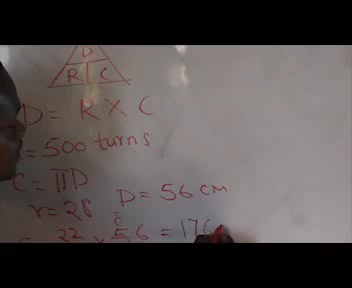 D
R C
D = R X C
= 500 turns
C = ΠD
D = 56 cm
r = 28
22 × 56 = 176